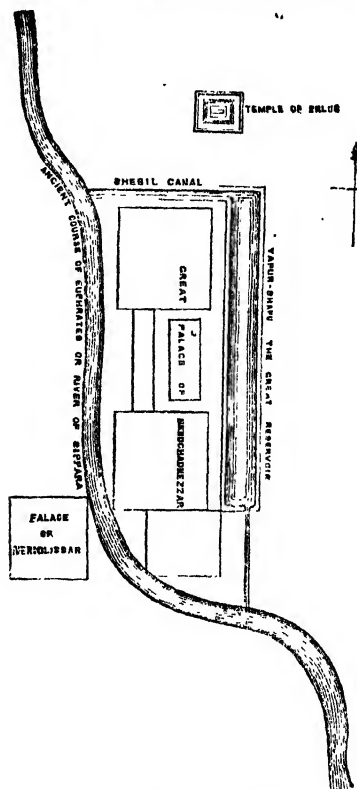 TEMPLE OF BELUS
SHEBIL CANAL
ANCIENT COURSE OF EUPHRATES OR RIVER OF SIPPARA
YAPUR-SHAPU THE GREAT RESERVOIR
GREAT
PALACE OF
NEBUCHADNEZZAR
PALACE
OF
NERIGLISSAR